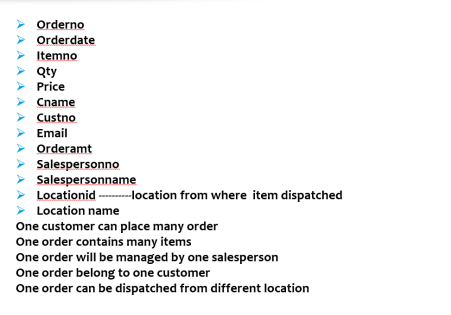 Orderno
Orderdate
Itemno
Qty
Price
Cname
Custno
Email
Orderamt
Salespersonno
Salespersonname
Locationid ----------location from where item dispatched
Location name
One customer can place many order
One order contains many items
One order will be managed by one salesperson
One order belong to one customer
One order can be dispatched from different location